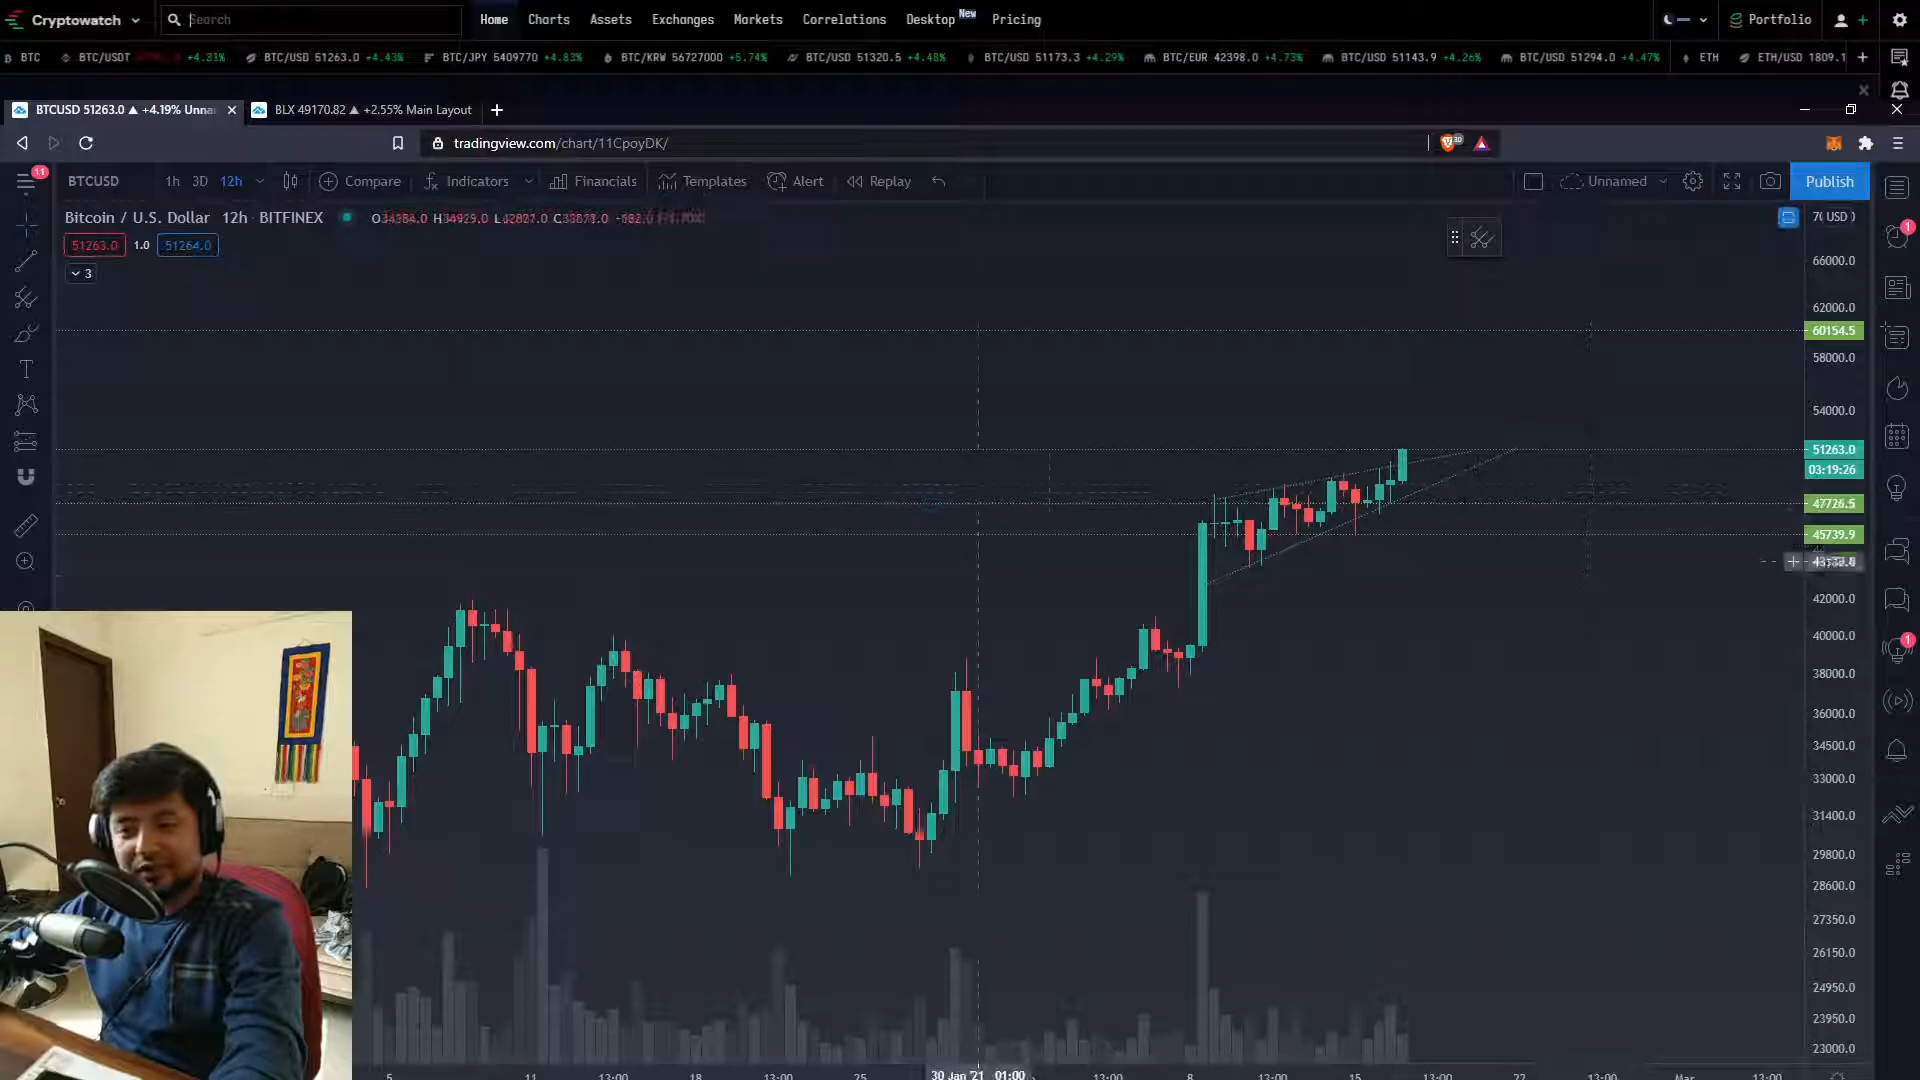 Cryptowatch Search Home Charts Assets Exchanges Markets Correlations Desktop New Pricing Portfolio
BTC BTC/USDT +4.31% BTC/USD 51263.0 +4.43% BTC/JPY 5409770 +4.83% BTC/KRW 56727000 +5.74% BTC/USD 51320.5 +4.48% BTC/USD 51173.3 +4.29% BTC/EUR 42398.0 +4.73% BTC/USD 51143.9 +4.26% BTC/USD 51294.0 +4.47% ETH ETH/USD 1809.1
BTCUSD 51263.0 ▲ +4.19% Unna BLX 49170.82 ▲ +2.55% Main Layout
tradingview.com/chart/11CpoyDK/ 30
11 BTCUSD 1h 3D 12h Compare Indicators Financials Templates Alert Replay Unnamed Publish
Bitcoin / U.S. Dollar 12h BITFINEX
USD
51263.0 1.0 51264.0
1
3
66000.0
62000.0
60154.5
58000.0
54000.0
51263.0
03:19:26
47726.5
45739.9
42000.0
40000.0
1
38000.0
36000.0
34500.0
33000.0
31400.0
29800.0
28600.0
27350.0
26150.0
24950.0
23950.0
23000.0
5 11 13:00 18 13:00 25 30 Jan '21 01:00 13:00 8 13:00 15 13:00 22 13:00 Mar 13:00